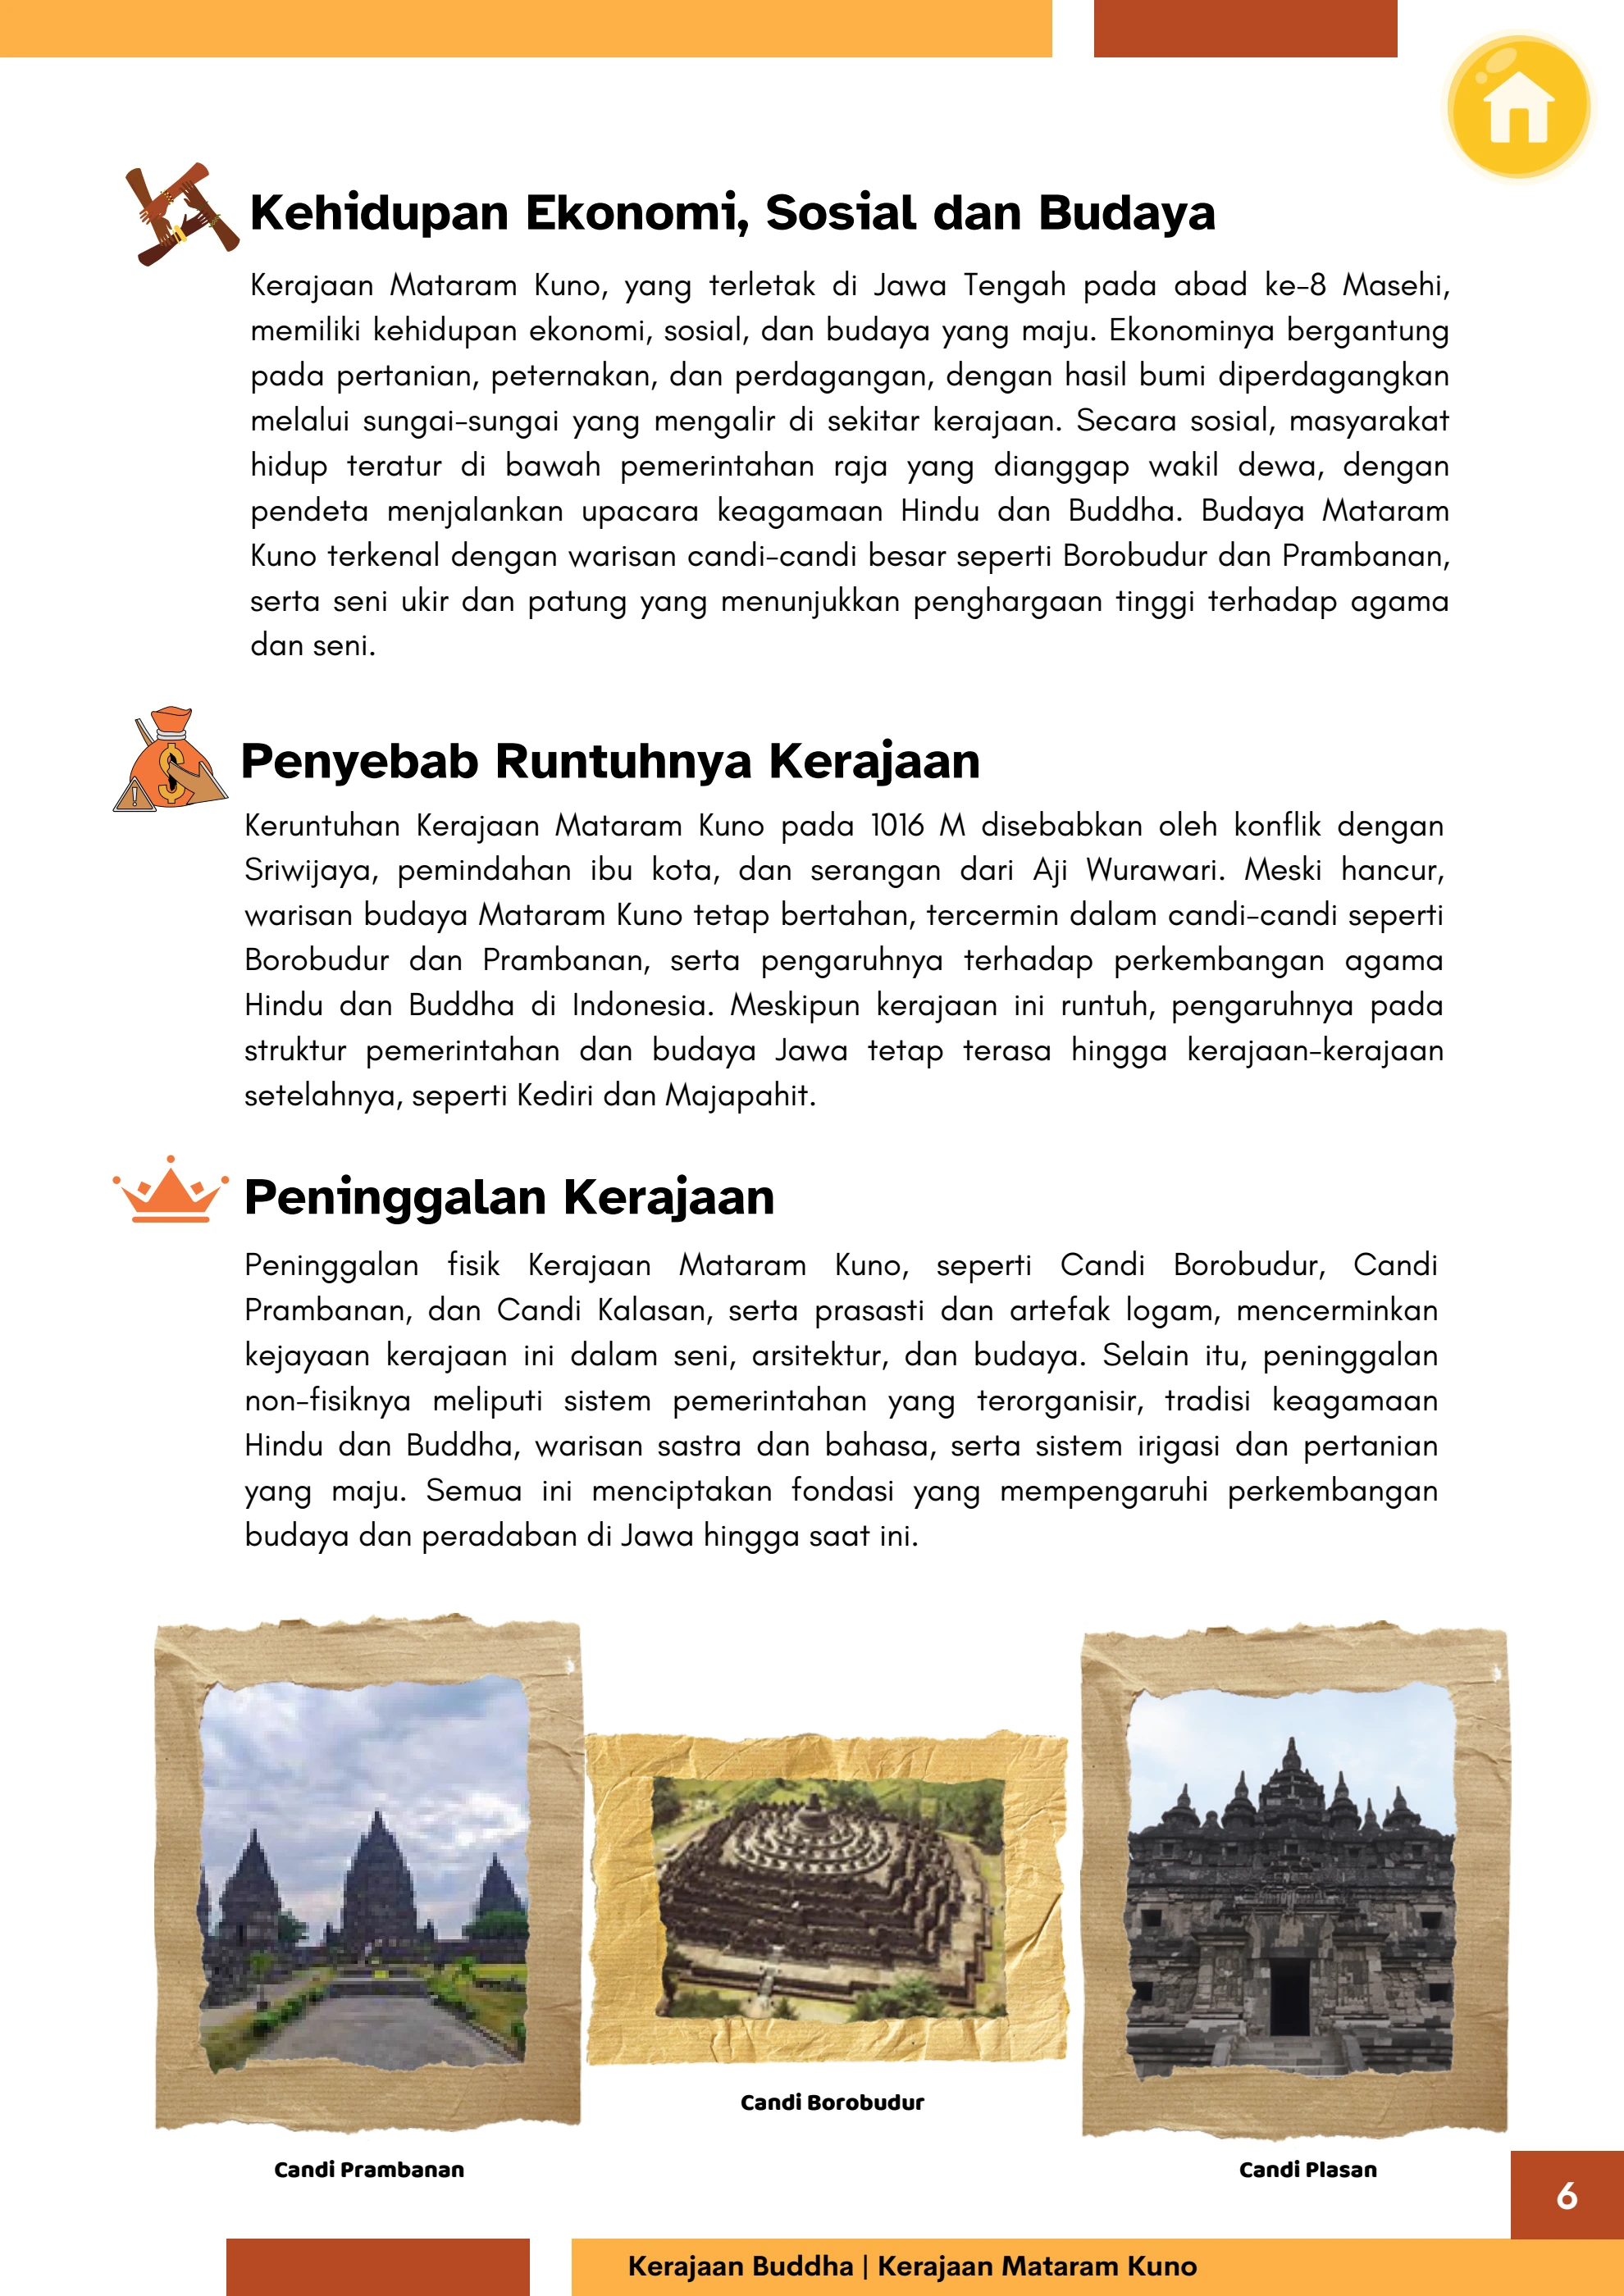 Kehidupan Ekonomi, Sosial dan Budaya
Kerajaan Mataram Kuno, yang terletak di Jawa Tengah pada abad ke-8 Masehi,
memiliki kehidupan ekonomi, sosial, dan budaya yang maju. Ekonominya bergantung
pada pertanian, peternakan, dan perdagangan, dengan hasil bumi diperdagangkan
melalui sungai-sungai yang mengalir di sekitar kerajaan. Secara sosial, masyarakat
hidup teratur di bawah pemerintahan raja yang dianggap wakil dewa, dengan
pendeta menjalankan upacara keagamaan Hindu dan Buddha. Budaya Mataram
Kuno terkenal dengan warisan candi-candi besar seperti Borobudur dan Prambanan,
serta seni ukir dan patung yang menunjukkan penghargaan tinggi terhadap agama
dan seni.
$
!
Penyebab Runtuhnya Kerajaan
Keruntuhan Kerajaan Mataram Kuno pada 1016 M disebabkan oleh konflik dengan
Sriwijaya, pemindahan ibu kota, dan serangan dari Aji Wurawari. Meski hancur,
warisan budaya Mataram Kuno tetap bertahan, tercermin dalam candi-candi seperti
Borobudur dan Prambanan, serta pengaruhnya terhadap perkembangan agama
Hindu dan Buddha di Indonesia. Meskipun kerajaan ini runtuh, pengaruhnya pada
struktur pemerintahan dan budaya Jawa tetap terasa hingga kerajaan-kerajaan
setelahnya, seperti Kediri dan Majapahit.
Peninggalan Kerajaan
Peninggalan fisik Kerajaan Mataram Kuno, seperti Candi Borobudur, Candi
Prambanan, dan Candi Kalasan, serta prasasti dan artefak logam, mencerminkan
kejayaan kerajaan ini dalam seni, arsitektur, dan budaya. Selain itu, peninggalan
non-fisiknya meliputi sistem pemerintahan yang terorganisir, tradisi keagamaan
Hindu dan Buddha, warisan sastra dan bahasa, serta sistem irigasi dan pertanian
yang maju. Semua ini menciptakan fondasi yang mempengaruhi perkembangan
budaya dan peradaban di Jawa hingga saat ini.
Candi Borobudur
Candi Prambanan
Candi Plasan
6
Kerajaan Buddha | Kerajaan Mataram Kuno